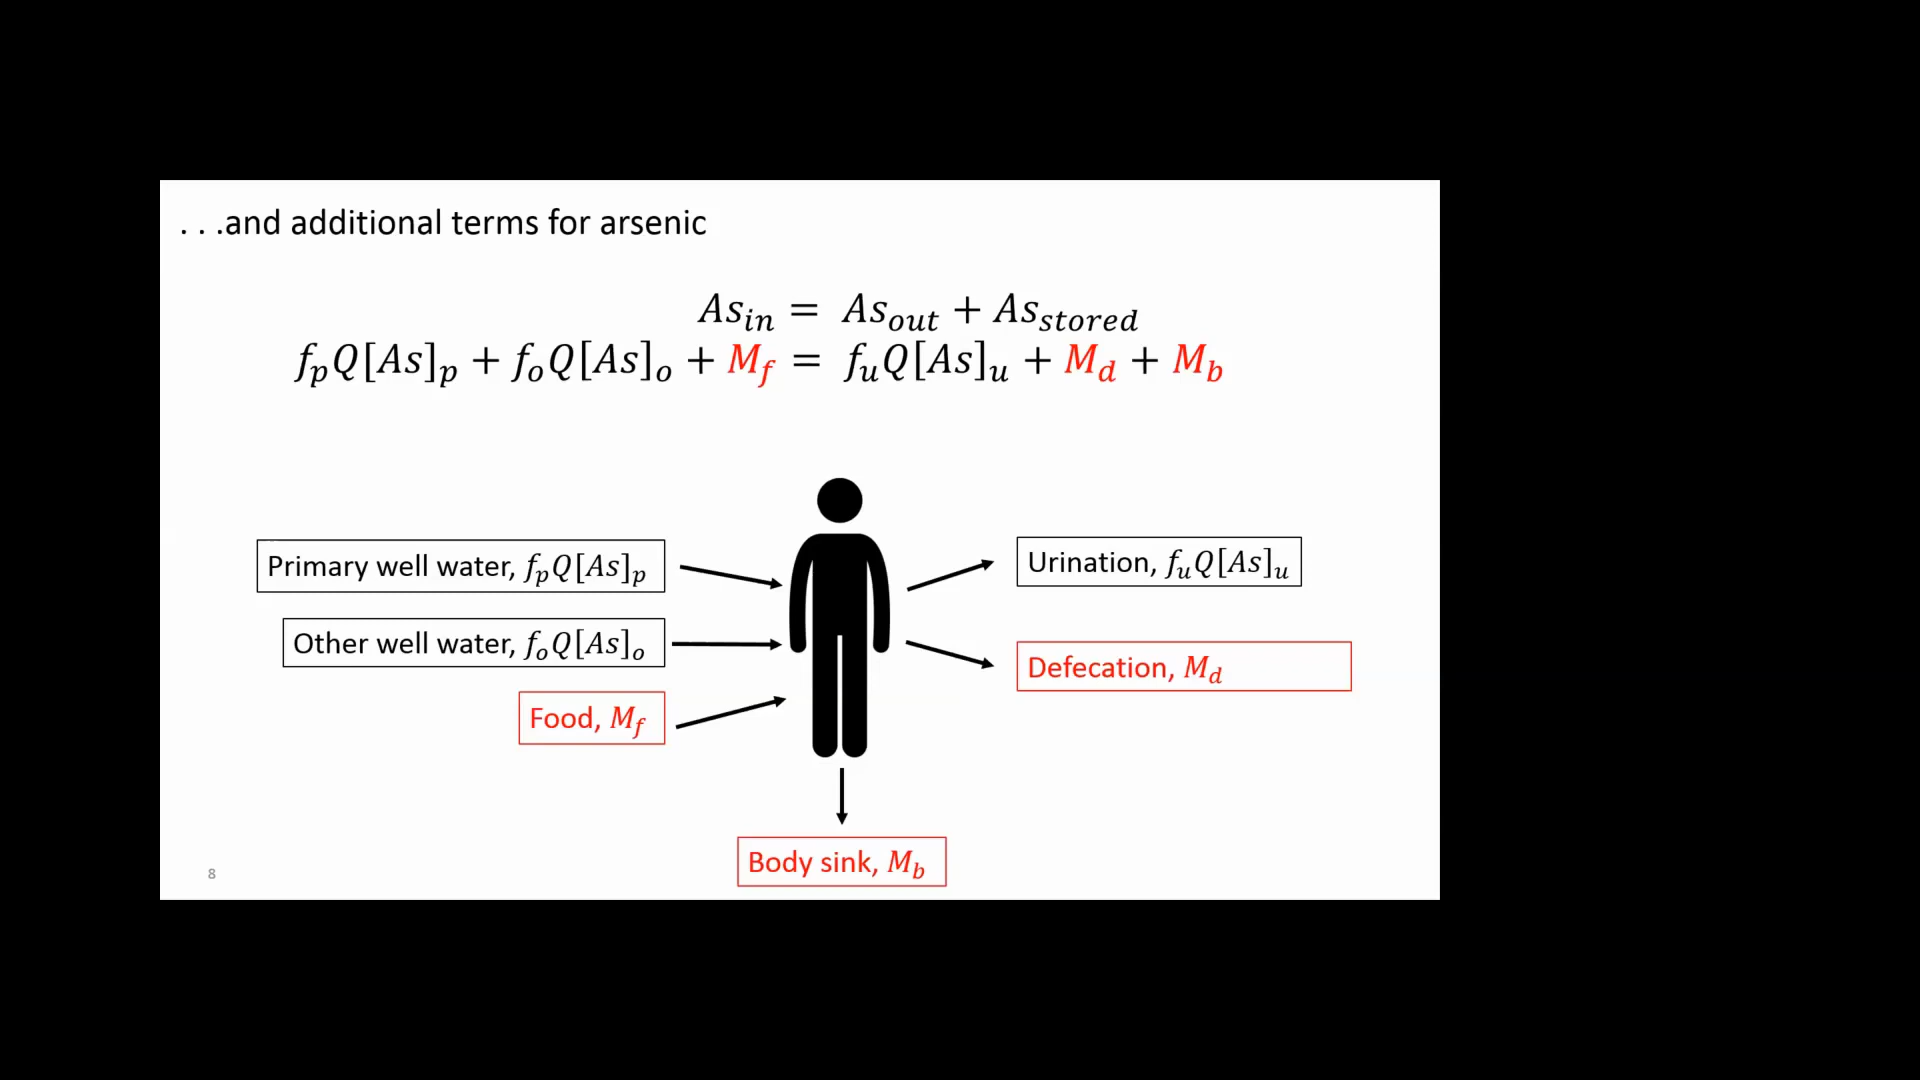 . . .and additional terms for arsenic
As_in = As_out + As_stored
f_pQ[As]_p + f_oQ[As]_o + M_f = f_uQ[As]_u + M_d + M_b
Primary well water, f_pQ[As]_p
Urination, f_uQ[As]_u
Other well water, f_oQ[As]_o
Defecation, M_d
Food, M_f
Body sink, M_b
8